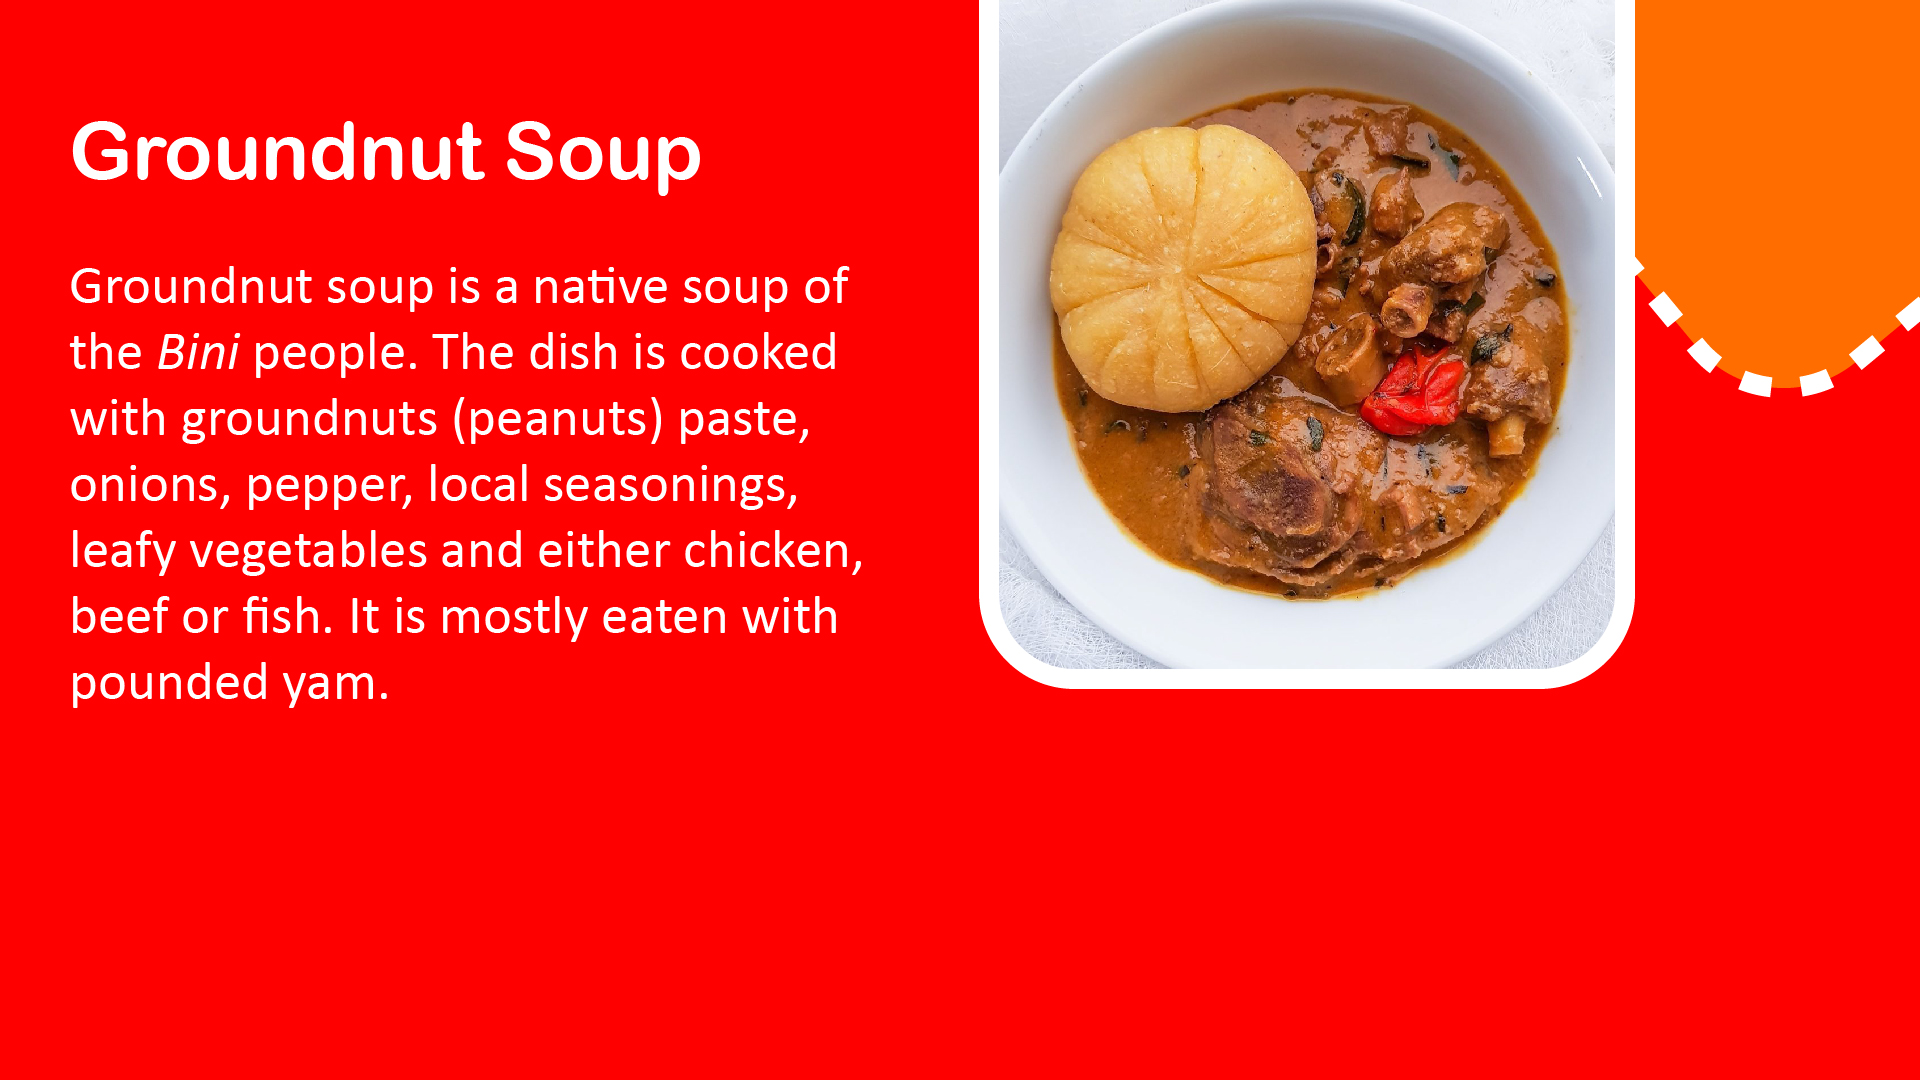 Groundnut Soup
Groundnut soup is a native soup of
the Bini people. The dish is cooked
with groundnuts (peanuts) paste,
onions, pepper, local seasonings,
leafy vegetables and either chicken,
beef or fish. It is mostly eaten with
pounded yam.